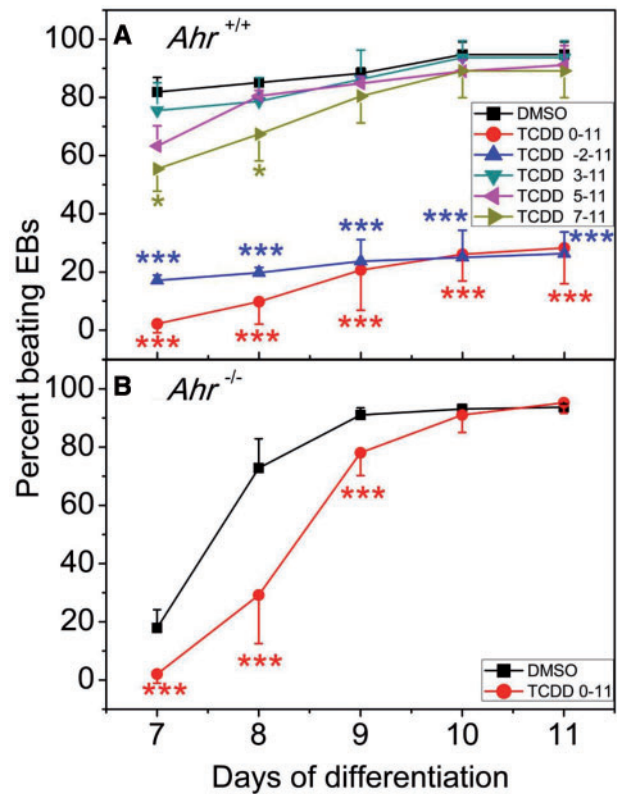 A
Ahr +/+
100
80
60
40
20
0
DMSO
TCDD 0-11
TCDD -2-11
TCDD 3-11
TCDD 5-11
TCDD 7-11
*
*
***
***
***
***
***
***
***
***
***
***
Percent beating EBs
B
Ahr -/-
100
80
60
40
20
0
***
***
***
DMSO
TCDD 0-11
7 8 9 10 11
Days of differentiation